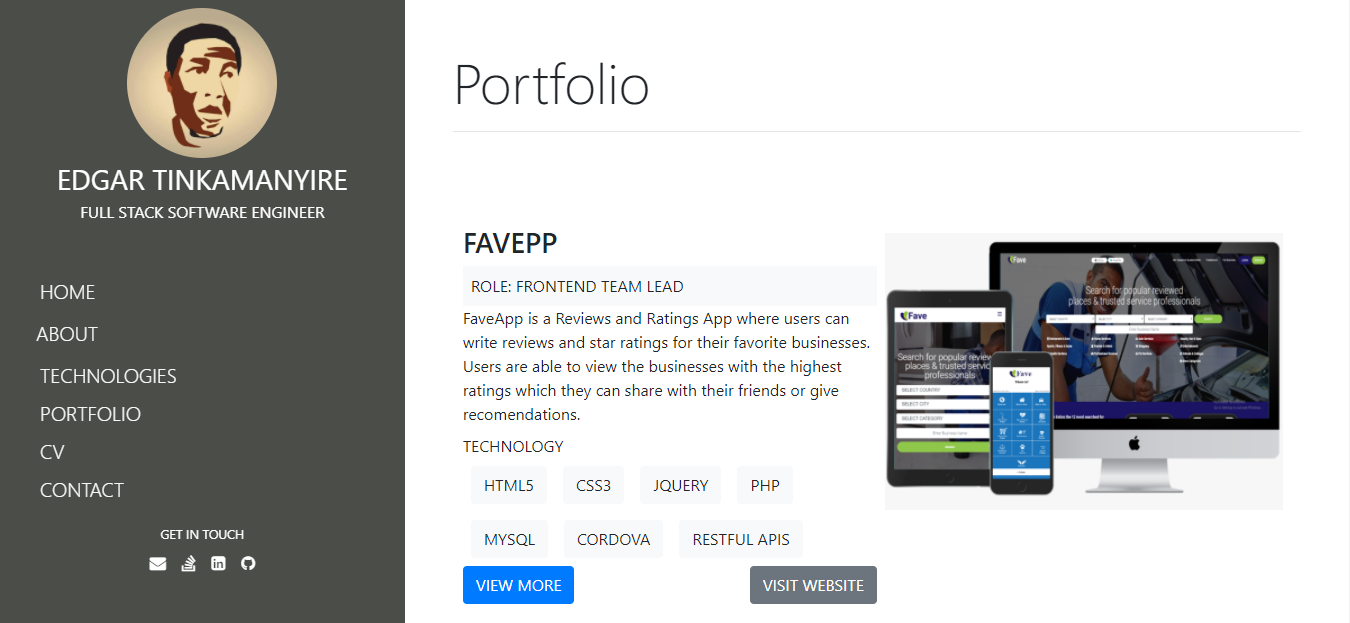 EDGAR TINKAMANYIRE
FULL STACK SOFTWARE ENGINEER
HOME
ABOUT
TECHNOLOGIES
PORTFOLIO
CV
CONTACT
GET IN TOUCH
Portfolio
FAVEPP
ROLE: FRONTEND TEAM LEAD
FaveApp is a Reviews and Ratings App where users can
write reviews and star ratings for their favorite businesses.
Users are able to view the businesses with the highest
ratings which they can share with their friends or give
recomendations.
TECHNOLOGY
HTML5 CSS3 JQUERY PHP
MYSQL CORDOVA RESTFUL APIS
VIEW MORE VISIT WEBSITE
Fave
Search for popular reviewed
places & trusted service professionals
Fave
Search for popular review
places & trusted servic
professionals
SELECT COUNTRY
SELECT CITY
SELECT CATEGORY
Fave